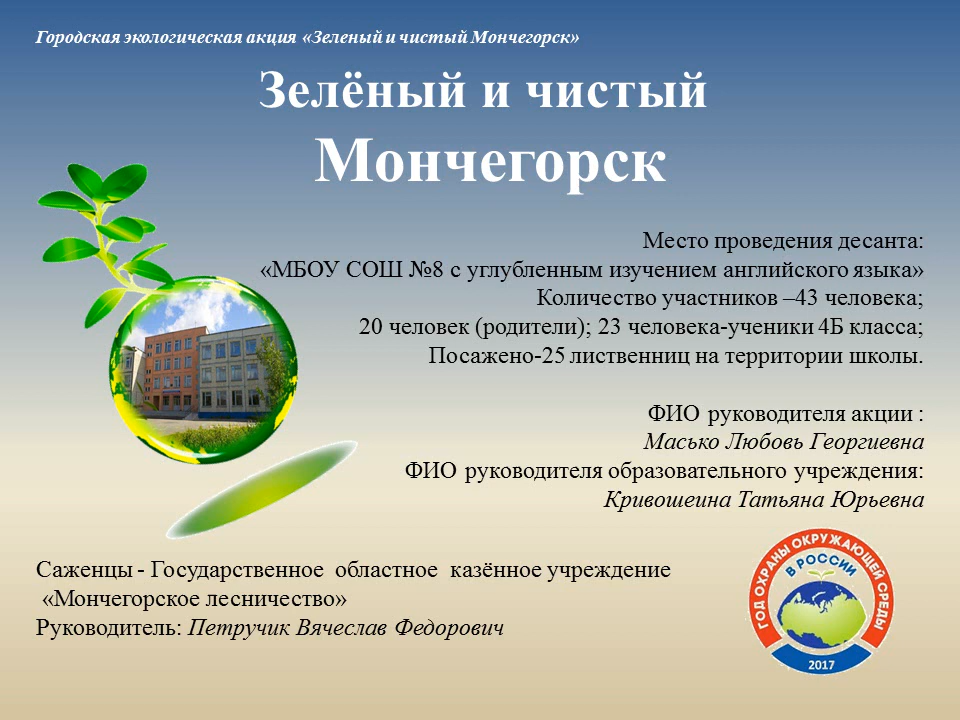 Городская экологическая акция «Зеленый и чистый Мончегорск»
Зелёный и чистый
Мончегорск
Место проведения десанта:
«МБОУ СОШ №8 с углубленным изучением английского языка»
Количество участников –43 человека;
20 человек (родители); 23 человека-ученики 4Б класса;
Посажено-25 лиственниц на территории школы.
ФИО руководителя акции :
Масько Любовь Георгиевна
ФИО руководителя образовательного учреждения:
Кривошеина Татьяна Юрьевна
Саженцы - Государственное областное казённое учреждение
«Мончегорское лесничество»
Руководитель: Петручик Вячеслав Федорович
ГОД ОХРАНЫ ОКРУЖАЮЩЕЙ СРЕДЫ
В РОССИИ
2017